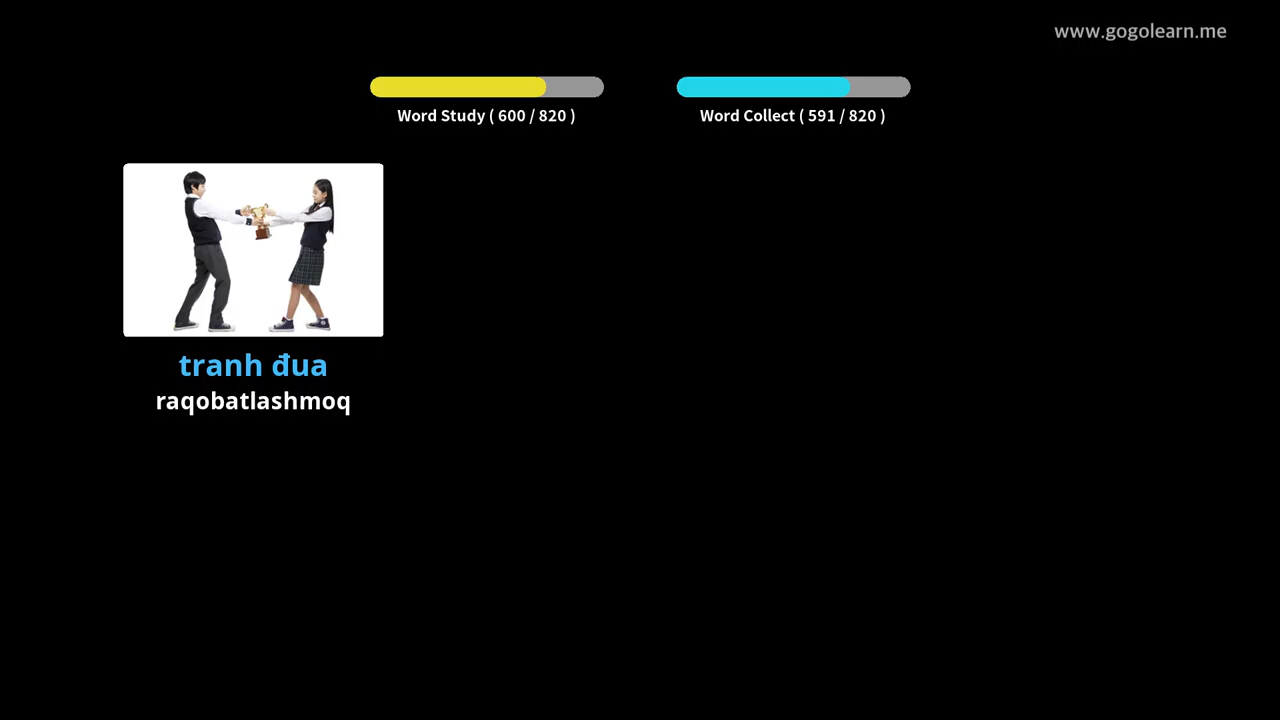 www.gogolearn.me
Word Study ( 600 / 820 )
Word Collect ( 591 / 820 )
tranh đua
raqobatlashmoq